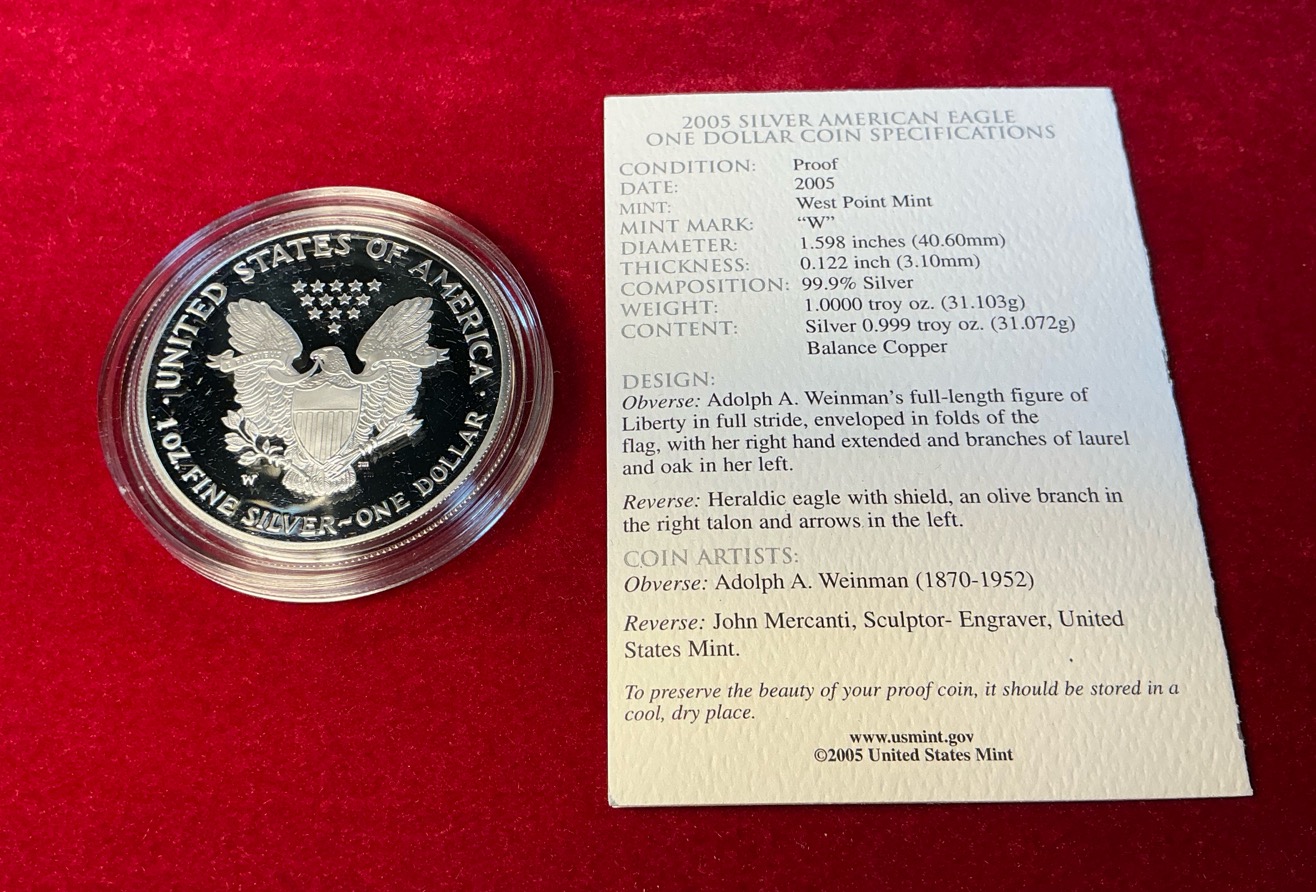 UNITED STATES OF AMERICA
1 OZ. FINE SILVER~ONE DOLLAR
W
2005 SILVER AMERICAN EAGLE
ONE DOLLAR COIN SPECIFICATIONS
CONDITION: Proof
DATE: 2005
MINT: West Point Mint
MINT MARK: “W”
DIAMETER: 1.598 inches (40.60mm)
THICKNESS: 0.122 inch (3.10mm)
COMPOSITION: 99.9% Silver
WEIGHT: 1.0000 troy oz. (31.103g)
CONTENT: Silver 0.999 troy oz. (31.072g)
Balance Copper
DESIGN:
Obverse: Adolph A. Weinman’s full-length figure of
Liberty in full stride, enveloped in folds of the
flag, with her right hand extended and branches of laurel
and oak in her left.
Reverse: Heraldic eagle with shield, an olive branch in
the right talon and arrows in the left.
COIN ARTISTS:
Obverse: Adolph A. Weinman (1870-1952)
Reverse: John Mercanti, Sculptor- Engraver, United
States Mint.
To preserve the beauty of your proof coin, it should be stored in a
cool, dry place.
www.usmint.gov
©2005 United States Mint